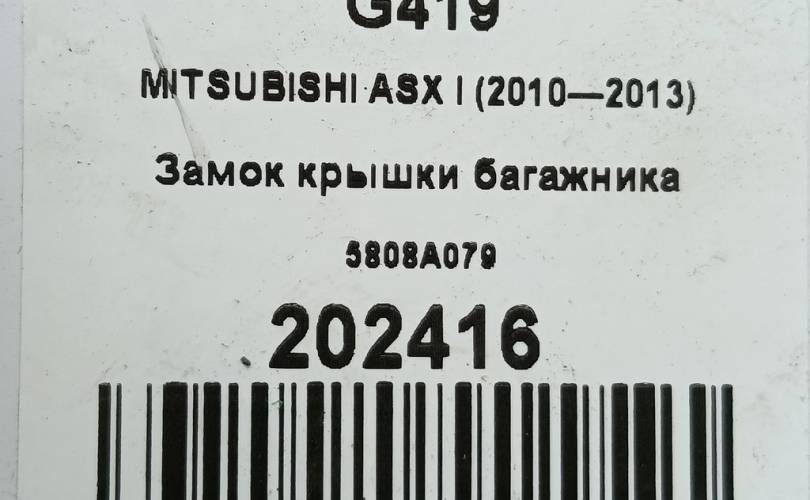 G419
MITSUBISHI ASX I (2010—2013)
Замок крышки багажника
5808A079
202416